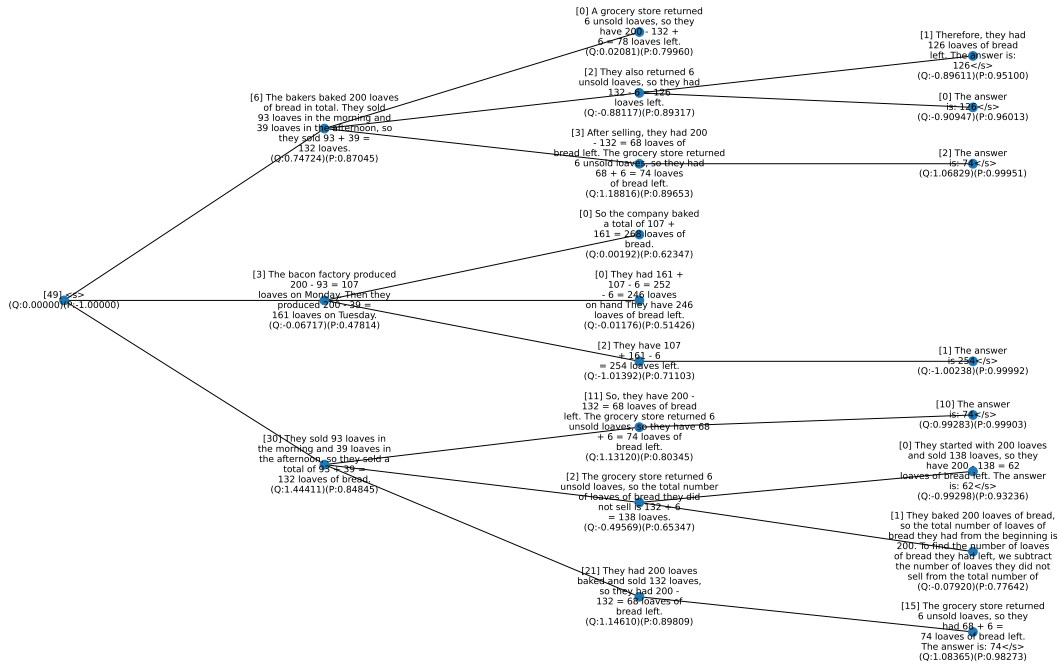 [49] <s>
(Q:0.00000)(P:-1.00000)
[6] The bakers baked 200 loaves
of bread in total. They sold
93 loaves in the morning and
39 loaves in the afternoon, so
they sold 93 + 39 =
132 loaves.
(Q:0.74724)(P:0.87045)
[3] The bacon factory produced
200 - 93 = 107
loaves on Monday. Then they
produced 200 - 39 =
161 loaves on Tuesday.
(Q:-0.06717)(P:0.47814)
[30] They sold 93 loaves in
the morning and 39 loaves in
the afternoon, so they sold a
total of 93 + 39 =
132 loaves of bread.
(Q:1.44411)(P:0.84845)
[0] A grocery store returned
6 unsold loaves, so they
have 200 - 132 +
6 = 78 loaves left.
(Q:0.02081)(P:0.79960)
[2] They also returned 6
unsold loaves, so they had
132 - 6 = 126
loaves left.
(Q:-0.88117)(P:0.89317)
[3] After selling, they had 200
- 132 = 68 loaves of
bread left. The grocery store returned
6 unsold loaves, so they had
68 + 6 = 74 loaves
of bread left.
(Q:1.18816)(P:0.89653)
[0] So the company baked
a total of 107 +
161 = 268 loaves of
bread.
(Q:0.00192)(P:0.62347)
[0] They had 161 +
107 - 6 = 252
- 6 = 246 loaves
on hand They have 246
loaves of bread left.
(Q:-0.01176)(P:0.51426)
[2] They have 107
+ 161 - 6
= 254 loaves left.
(Q:-1.01392)(P:0.71103)
[11] So, they have 200 -
132 = 68 loaves of bread
left. The grocery store returned 6
unsold loaves, so they have 68
+ 6 = 74 loaves of
bread left.
(Q:1.13120)(P:0.80345)
[2] The grocery store returned 6
unsold loaves, so the total number
of loaves of bread they did
not sell is 132 + 6
= 138 loaves.
(Q:-0.49569)(P:0.65347)
[21] They had 200 loaves
baked and sold 132 loaves,
so they had 200 -
132 = 68 loaves of
bread left.
(Q:1.14610)(P:0.89809)
[1] Therefore, they had
126 loaves of bread
left. The answer is:
126</s>
(Q:-0.89611)(P:0.95100)
[0] The answer
is: 126</s>
(Q:-0.90947)(P:0.96013)
[2] The answer
is: 74</s>
(Q:1.06829)(P:0.99951)
[1] The answer
is 254</s>
(Q:-1.00238)(P:0.99992)
[10] The answer
is: 74</s>
(Q:0.99283)(P:0.99903)
[0] They started with 200 loaves
and sold 138 loaves, so they
have 200 - 138 = 62
loaves of bread left. The answer
is: 62</s>
(Q:-0.99298)(P:0.93236)
[1] They baked 200 loaves of bread,
so the total number of loaves of
bread they had from the beginning is
200. To find the number of loaves
of bread they had left, we subtract
the number of loaves they did not
sell from the total number of
(Q:-0.07920)(P:0.77642)
[15] The grocery store returned
6 unsold loaves, so they
had 68 + 6 =
74 loaves of bread left.
The answer is: 74</s>
(Q:1.08365)(P:0.98273)